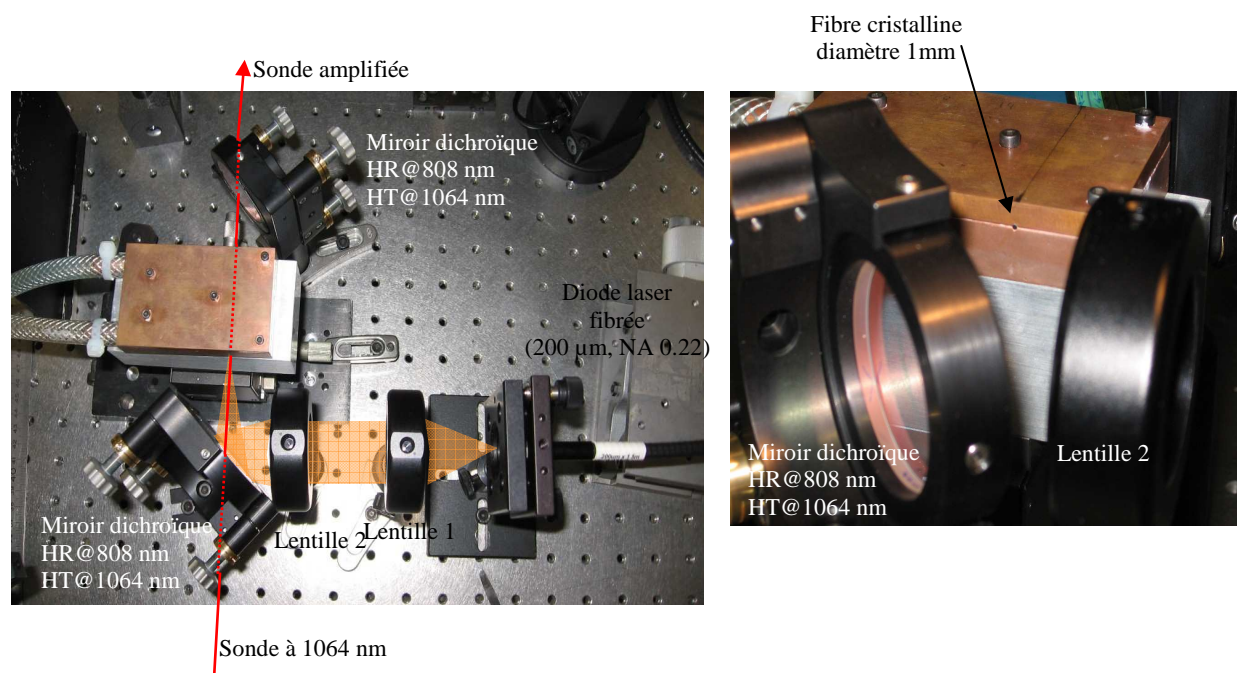 Fibre cristalline
diamètre 1mm
Sonde amplifiée
Miroir dichroïque
HR@808 nm
HT@1064 nm
Diode laser
fibrée
(200 µm, NA 0.22)
Miroir dichroïque
HR@808 nm
HT@1064 nm
Lentille 2
Lentille 1
Sonde à 1064 nm
Miroir dichroïque
HR@808 nm
HT@1064 nm
Lentille 2